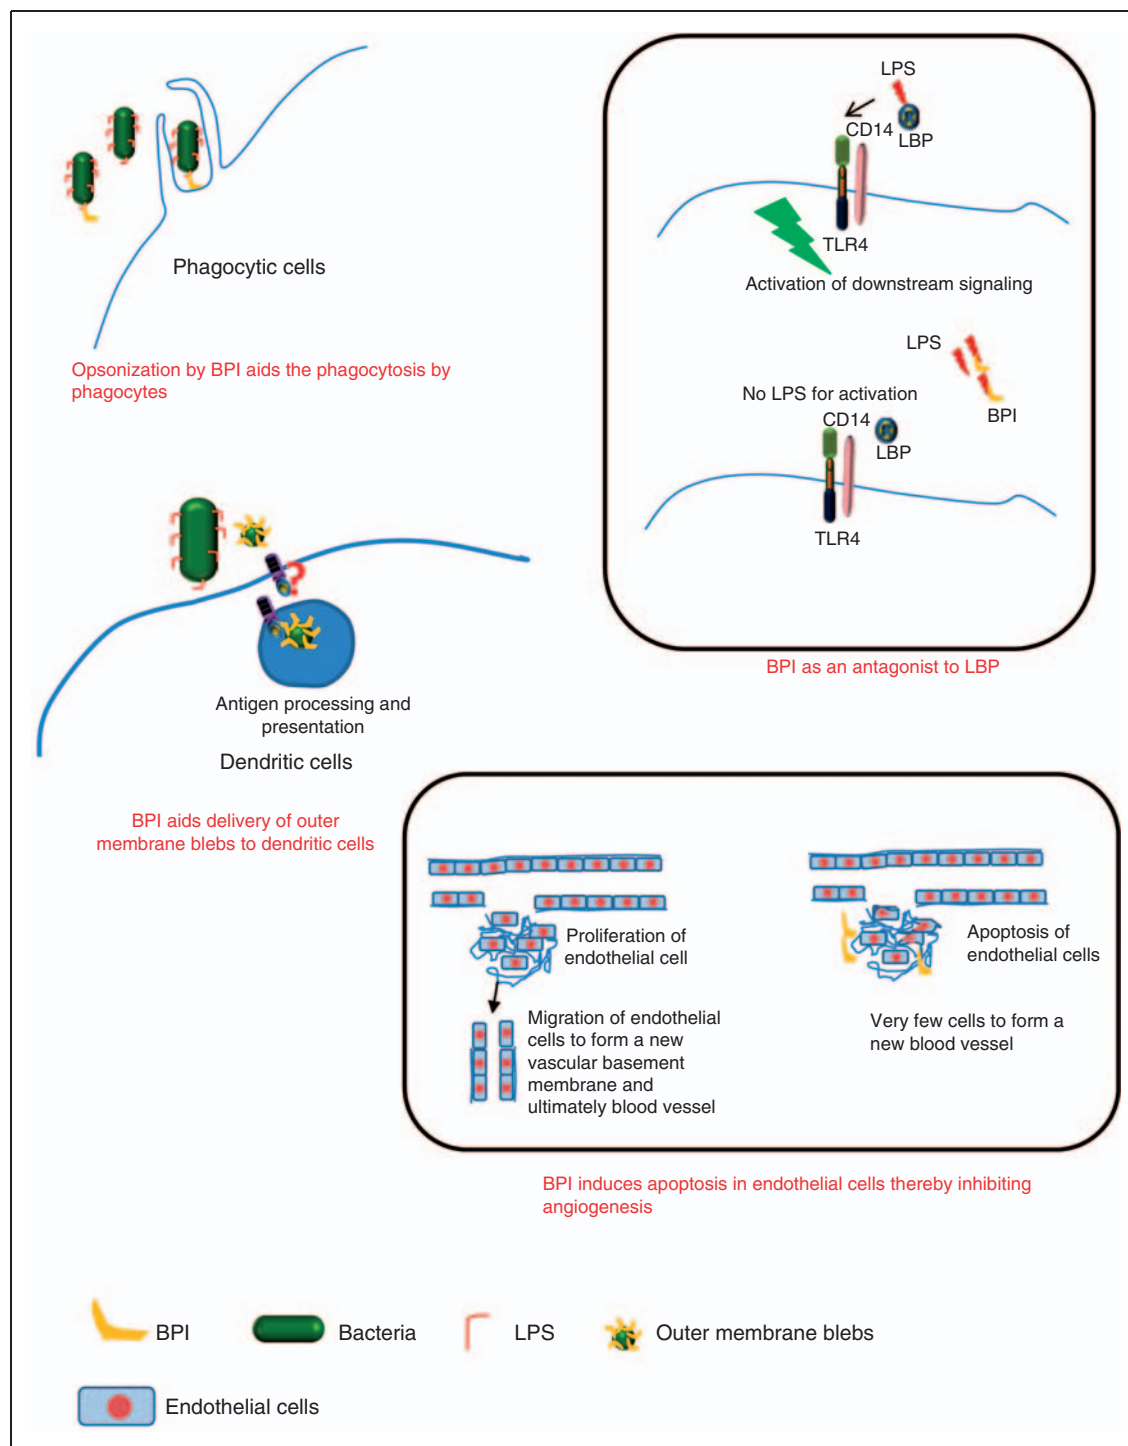 Phagocytic cells
Opsonization by BPI aids the phagocytosis by
phagocytes
LPS
CD14
LBP
TLR4
Activation of downstream signaling
LPS
No LPS for activation
BPI
CD14
LBP
TLR4
BPI as an antagonist to LBP
?
Antigen processing and
presentation
Dendritic cells
BPI aids delivery of outer
membrane blebs to dendritic cells
Proliferation of
endothelial cell
Migration of endothelial
cells to form a new
vascular basement
membrane and
ultimately blood vessel
Apoptosis of
endothelial cells
Very few cells to form a
new blood vessel
BPI induces apoptosis in endothelial cells thereby inhibiting
angiogenesis
BPI
Bacteria
LPS
Outer membrane blebs
Endothelial cells